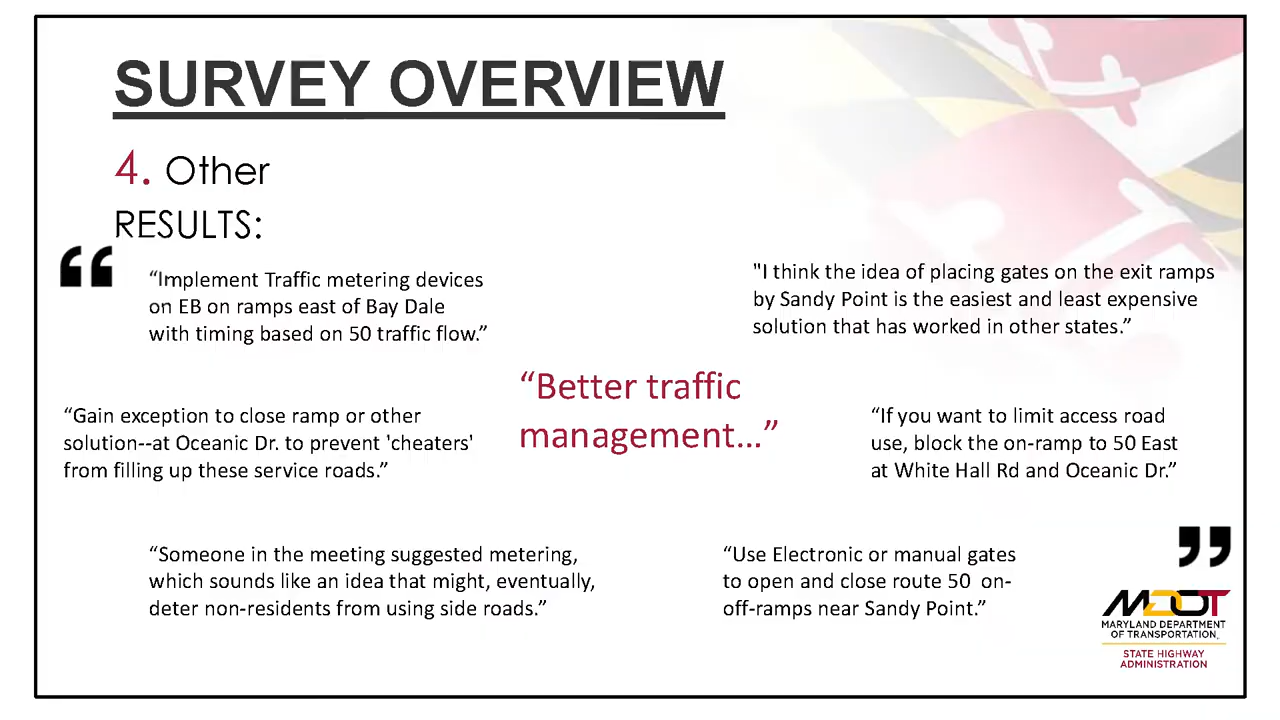 SURVEY OVERVIEW
4. Other
RESULTS:
“Implement Traffic metering devices
on EB on ramps east of Bay Dale
with timing based on 50 traffic flow.”
"I think the idea of placing gates on the exit ramps
by Sandy Point is the easiest and least expensive
solution that has worked in other states.”
“Better traffic
management...”
“Gain exception to close ramp or other
solution--at Oceanic Dr. to prevent 'cheaters'
from filling up these service roads.”
“If you want to limit access road
use, block the on-ramp to 50 East
at White Hall Rd and Oceanic Dr.”
“Someone in the meeting suggested metering,
which sounds like an idea that might, eventually,
deter non-residents from using side roads.”
“Use Electronic or manual gates
to open and close route 50 on-
off-ramps near Sandy Point.”
MDOT
MARYLAND DEPARTMENT
OF TRANSPORTATION
STATE HIGHWAY
ADMINISTRATION